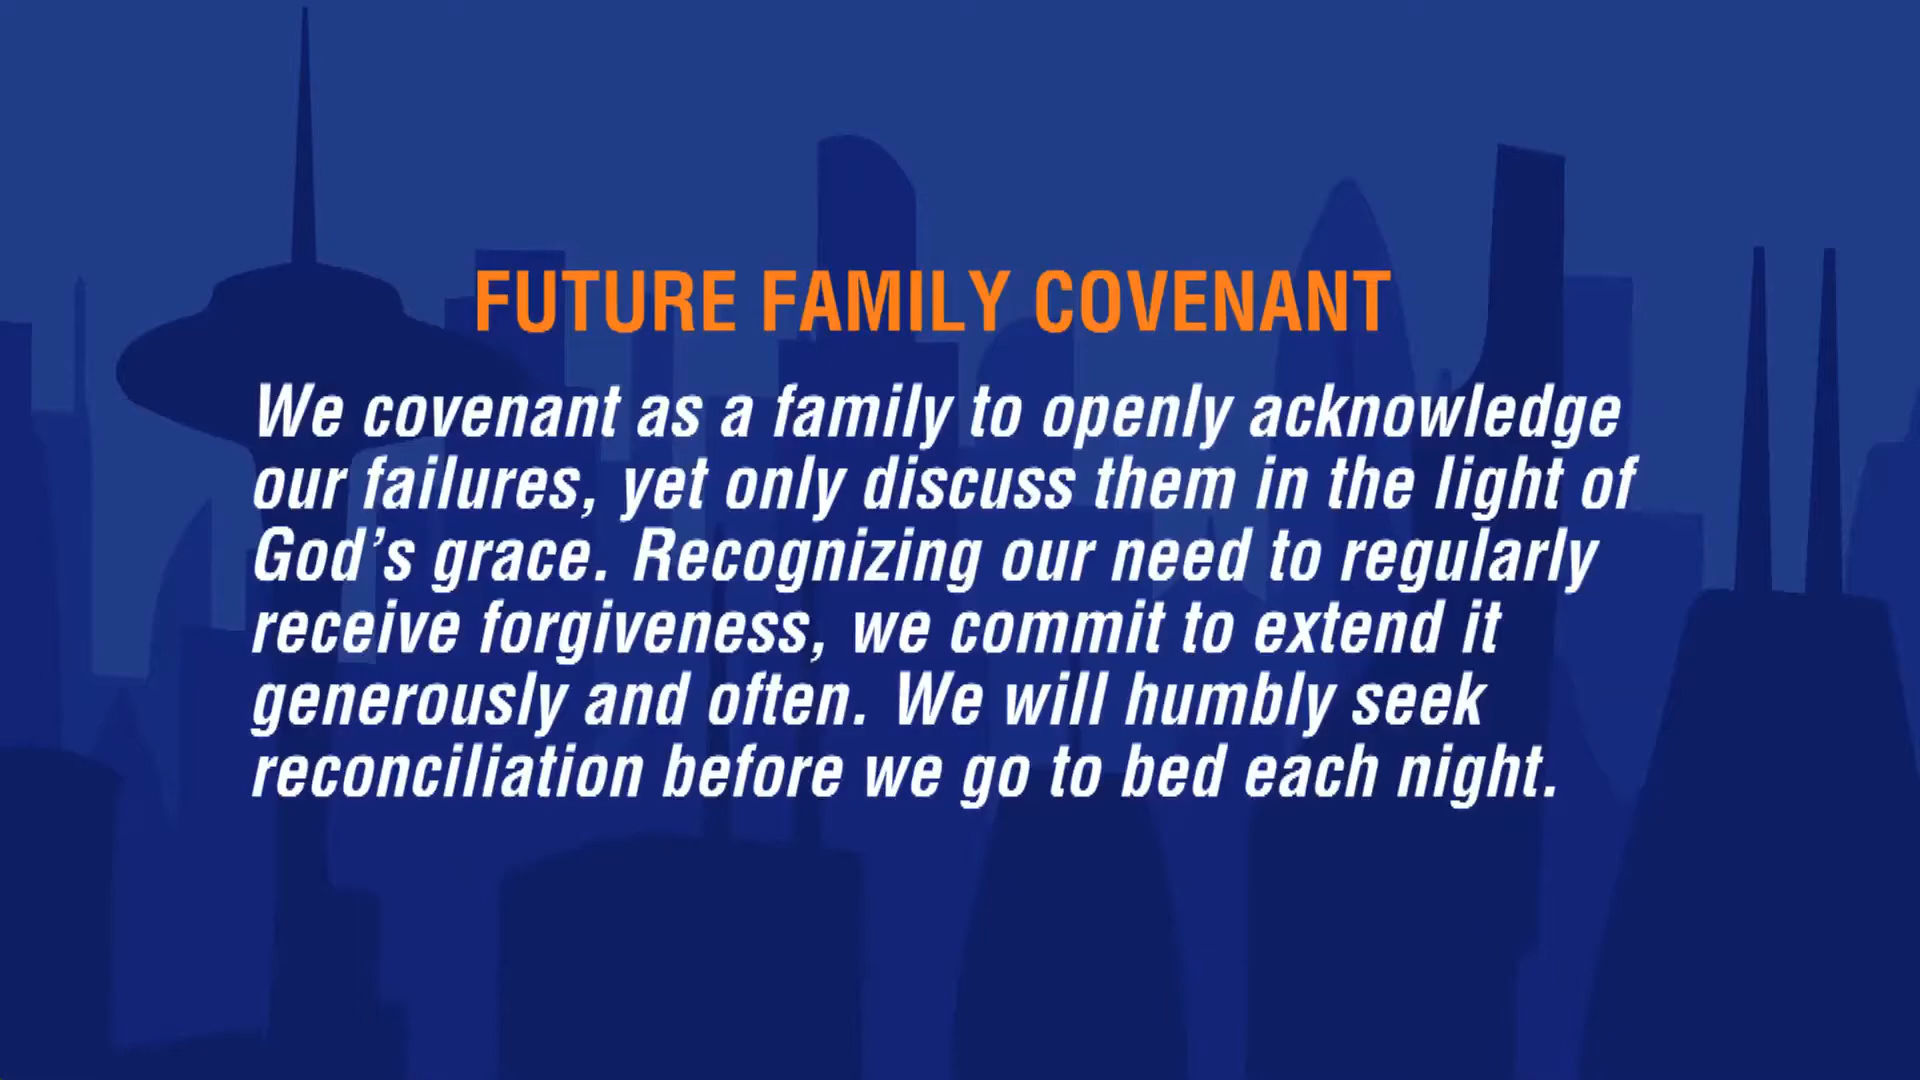 FUTURE FAMILY COVENANT
We covenant as a family to openly acknowledge
our failures, yet only discuss them in the light of
God’s grace. Recognizing our need to regularly
receive forgiveness, we commit to extend it
generously and often. We will humbly seek
reconciliation before we go to bed each night.